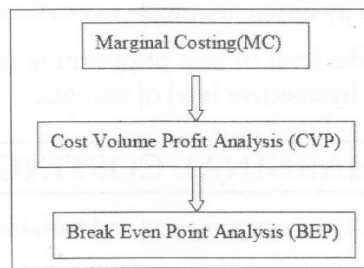 Marginal Costing(MC)
Cost Volume Profit Analysis (CVP)
Break Even Point Analysis (BEP)